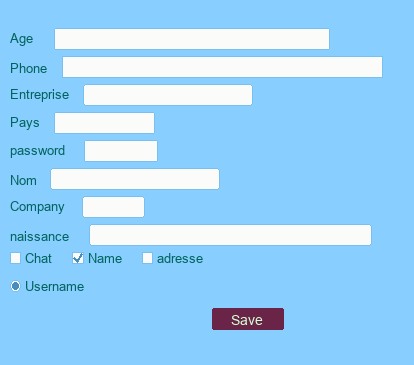 Age
Phone
Entreprise
Pays
password
Nom
Company
naissance
Chat Name adresse
Username
Save